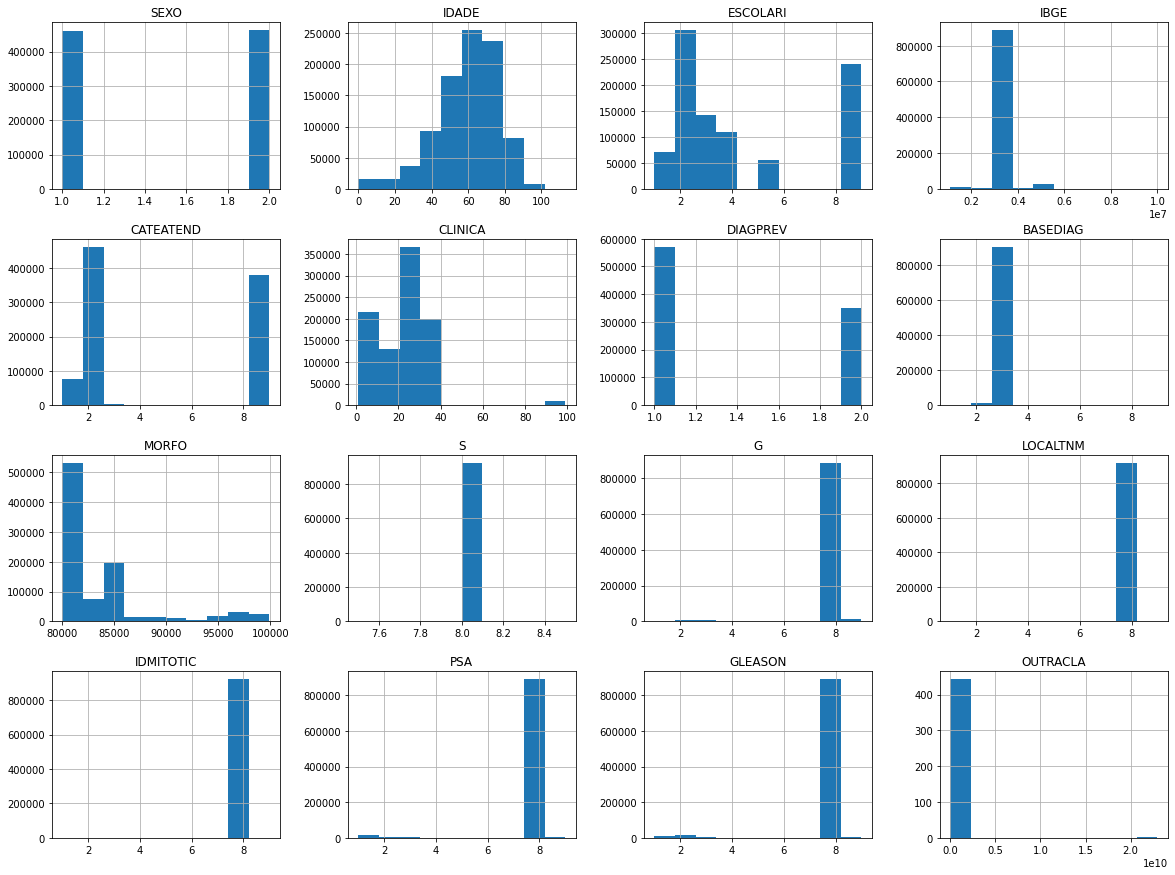 SEXO IDADE ESCOLARI IBGE
400000 250000 300000 800000
300000 200000 250000 600000
200000 150000 200000 400000
100000 100000 150000 200000
0 50000 100000 0
0 50000
0
1.0 1.2 1.4 1.6 1.8 2.0 0 20 40 60 80 100 2 4 6 8 0.2 0.4 0.6 0.8 1.0
1e7
CATEATEND CLINICA DIAGPREV BASEDIAG
400000 350000 600000 800000
300000 300000 500000 600000
200000 250000 400000 400000
100000 200000 300000 200000
0 150000 200000 0
100000 100000
50000 0
0
2 4 6 8 0 20 40 60 80 100 1.0 1.2 1.4 1.6 1.8 2.0 2 4 6 8
MORFO S G LOCALTNM
500000 800000 800000 800000
400000 600000 600000 600000
300000 400000 400000 400000
200000 200000 200000 200000
100000 0 0 0
0
80000 85000 90000 95000 100000 7.6 7.8 8.0 8.2 8.4 2 4 6 8 2 4 6 8
IDMITOTIC PSA GLEASON OUTRACLA
800000 800000 800000 400
600000 600000 600000 300
400000 400000 400000 200
200000 200000 200000 100
0 0 0 0
2 4 6 8 2 4 6 8 2 4 6 8 0.0 0.5 1.0 1.5 2.0
1e10